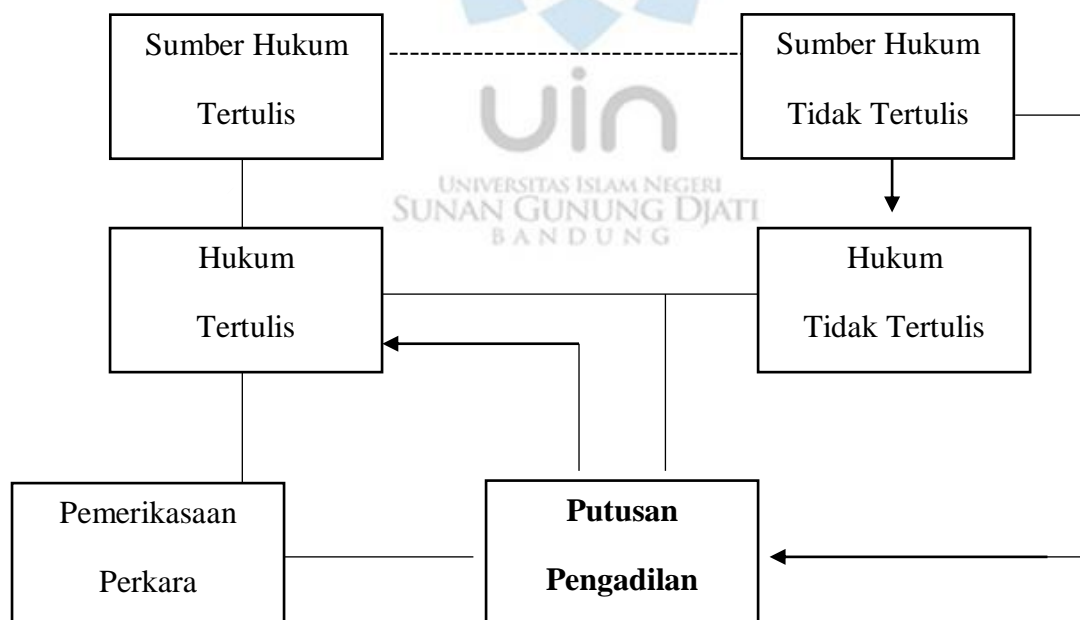 Sumber Hukum
Tertulis
Sumber Hukum
Tidak Tertulis
uin
UNIVERSITAS ISLAM NEGERI
SUNAN GUNUNG DJATI
BANDUNG
Hukum
Tertulis
Hukum
Tidak Tertulis
Pemerikasaan
Perkara
Putusan
Pengadilan